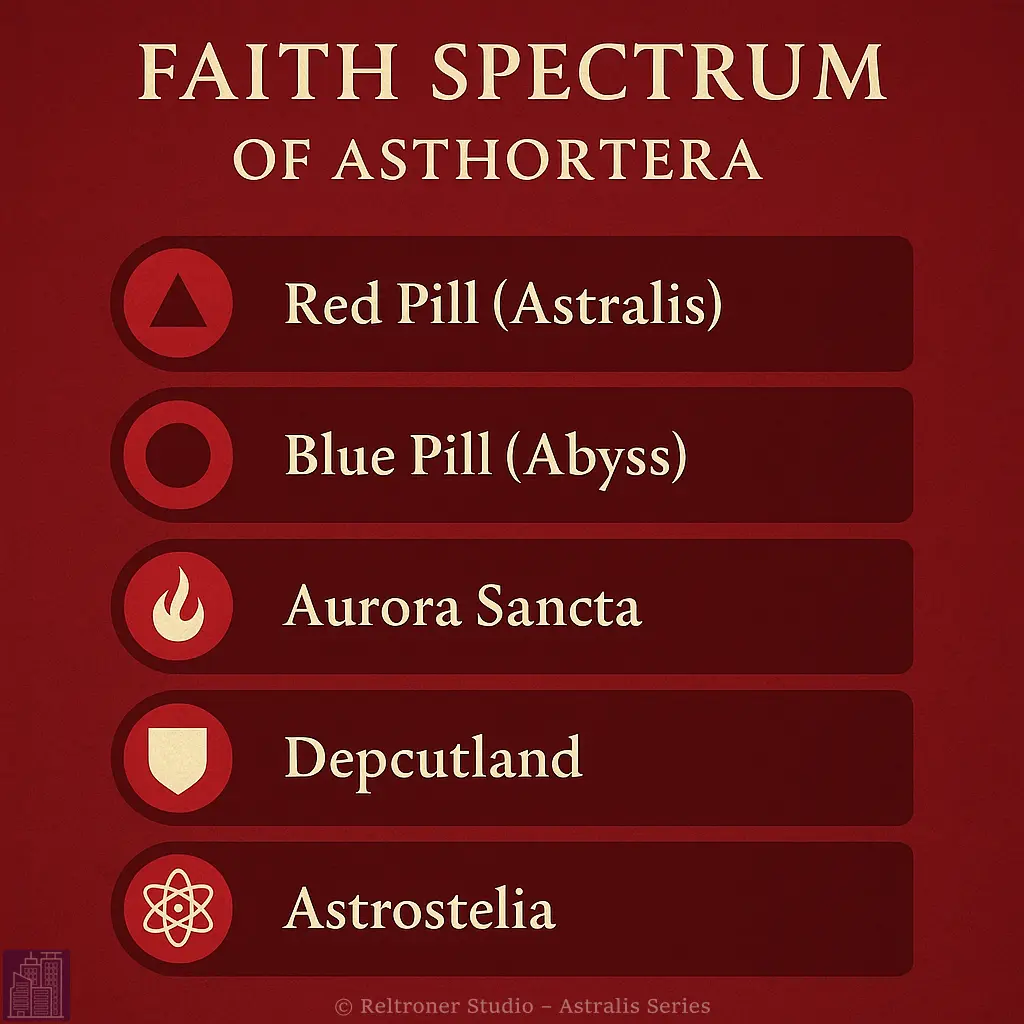 FAITH SPECTRUM
OF ASTHORTERA
Red Pill (Astralis)
Blue Pill (Abyss)
Aurora Sancta
Depcutland
Astrostelia
© Reltroner Studio – Astralis Series